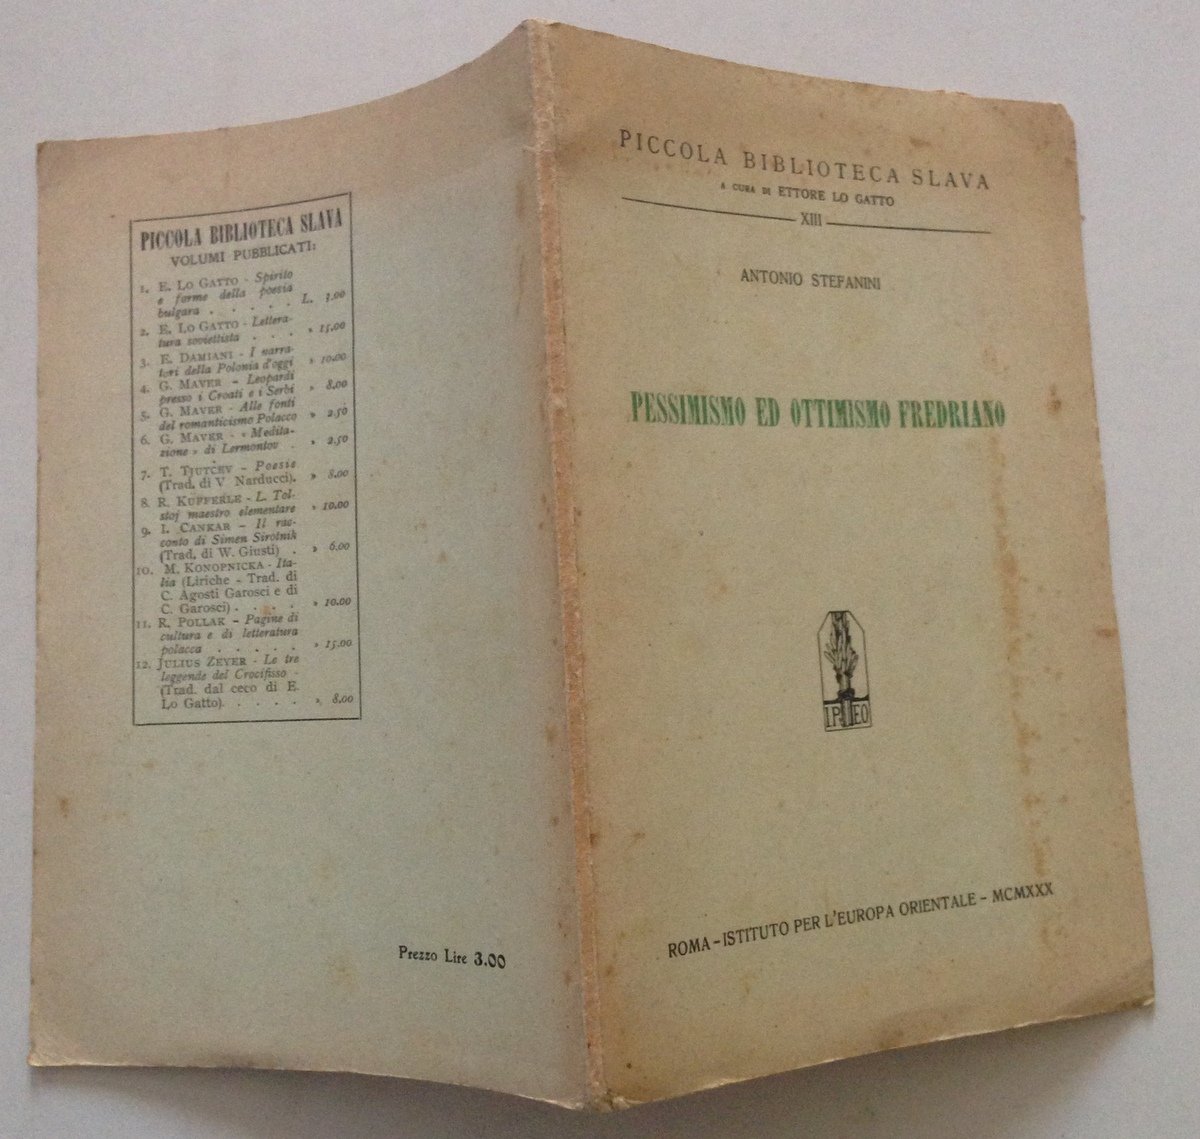 PICCOLA BIBLIOTECA SLAVA
VOLUMI PUBBLICATI:
1. E. LO GATTO - Spirito
e forme della poesia
bulgara . . . . . L. 7.00
2. E. LO GATTO - Lettera-
tura soviettista . . . » 15.00
3. E. DAMIANI - I narra-
tori della Polonia d'oggi » 10.00
4. G. MAVER - Leopardi
presso i Croati e i Serbi » 8.00
5. G. MAVER - Alle fonti
del romanticismo Polacco » 2.50
6. G. MAVER - « Medita-
zione » di Lermontov . » 2.50
7. T. TJUTCEV - Poesie
(Trad. di V Narducci). » 8.00
8. R. KÜFFERLE - L. Tol-
stoj maestro elementare » 10.00
9. I. CANKAR - Il rac-
conto di Simen Sirotnik
(Trad. di W. Giusti) . » 6.00
10. M. KONOPNICKA - Ita-
lia (Liriche - Trad. di
C. Agosti Garosci e di
C. Garosci) . . . . » 10.00
11. R. POLLAK - Pagine di
cultura e di letteratura
polacca . . . . . » 15.00
12. JULIUS ZEYER - Le tre
leggende del Crocifisso -
(Trad. dal ceco di E.
Lo Gatto). . . . . » 8.00
Prezzo Lire 3.00
PICCOLA BIBLIOTECA SLAVA
A CURA DI ETTORE LO GATTO
XIII
ANTONIO STEFANINI
PESSIMISMO ED OTTIMISMO FREDRIANO
IPEO
ROMA - ISTITUTO PER L'EUROPA ORIENTALE - MCMXXX